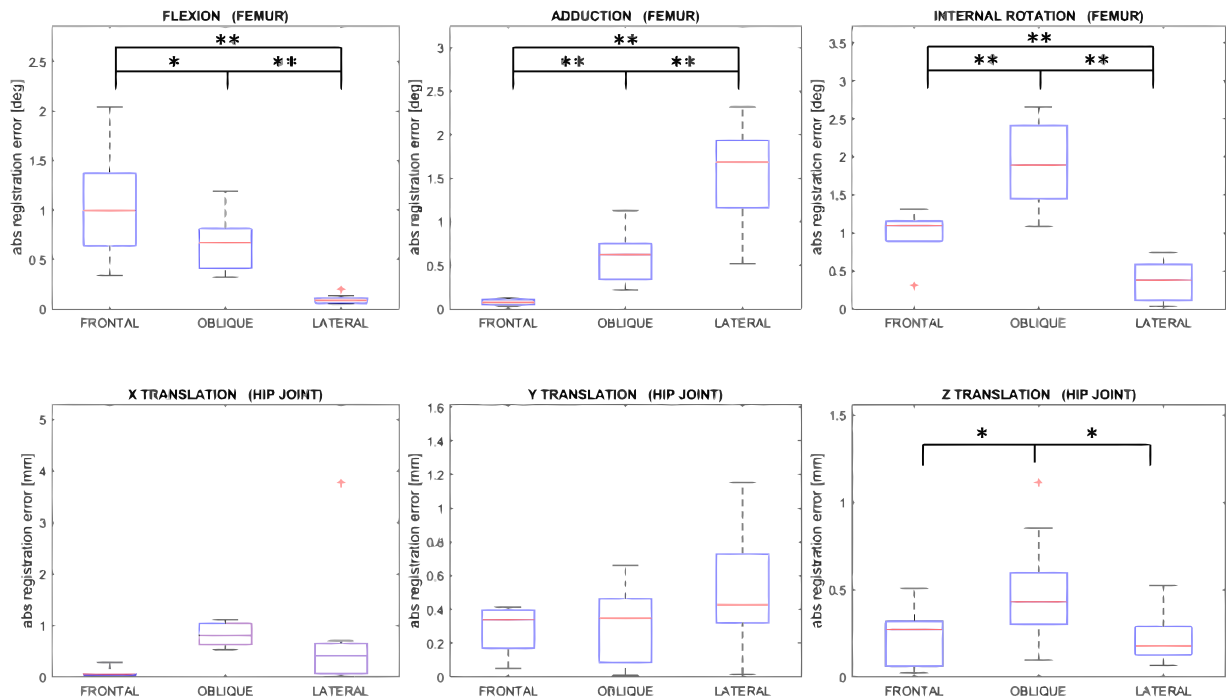 FLEXION (FEMUR)
**
*
**
abs registration error [deg]
2.5
2
1.5
1
0.5
0
FRONTAL
OBLIQUE
LATERAL
ADDUCTION (FEMUR)
**
**
**
abs registration error [deg]
3
2.5
2
1.5
1
0.5
0
FRONTAL
OBLIQUE
LATERAL
INTERNAL ROTATION (FEMUR)
**
**
**
abs registration error [deg]
3.5
3
2.5
2
1.5
1
0.5
0
FRONTAL
OBLIQUE
LATERAL
X TRANSLATION (HIP JOINT)
abs registration error [mm]
5
4
3
2
1
0
FRONTAL
OBLIQUE
LATERAL
Y TRANSLATION (HIP JOINT)
abs registration error [mm]
1.6
1.4
1.2
1
0.8
0.6
0.4
0.2
0
FRONTAL
OBLIQUE
LATERAL
Z TRANSLATION (HIP JOINT)
*
*
abs registration error [mm]
1.5
1
0.5
0
FRONTAL
OBLIQUE
LATERAL